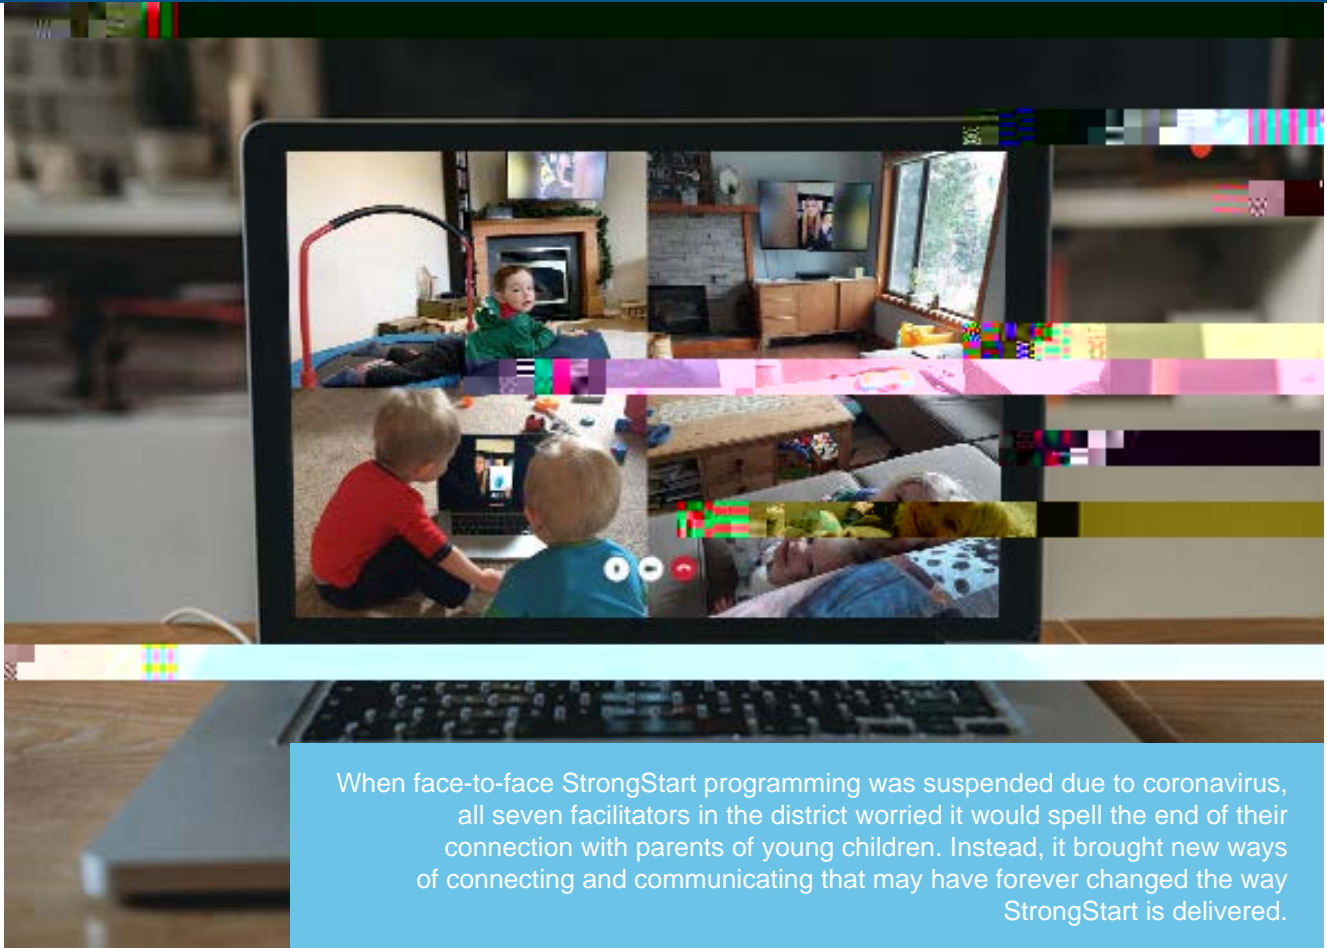 When face-to-face StrongStart programming was suspended due to coronavirus,
all seven facilitators in the district worried it would spell the end of their
connection with parents of young children. Instead, it brought new ways
of connecting and communicating that may have forever changed the way
StrongStart is delivered.